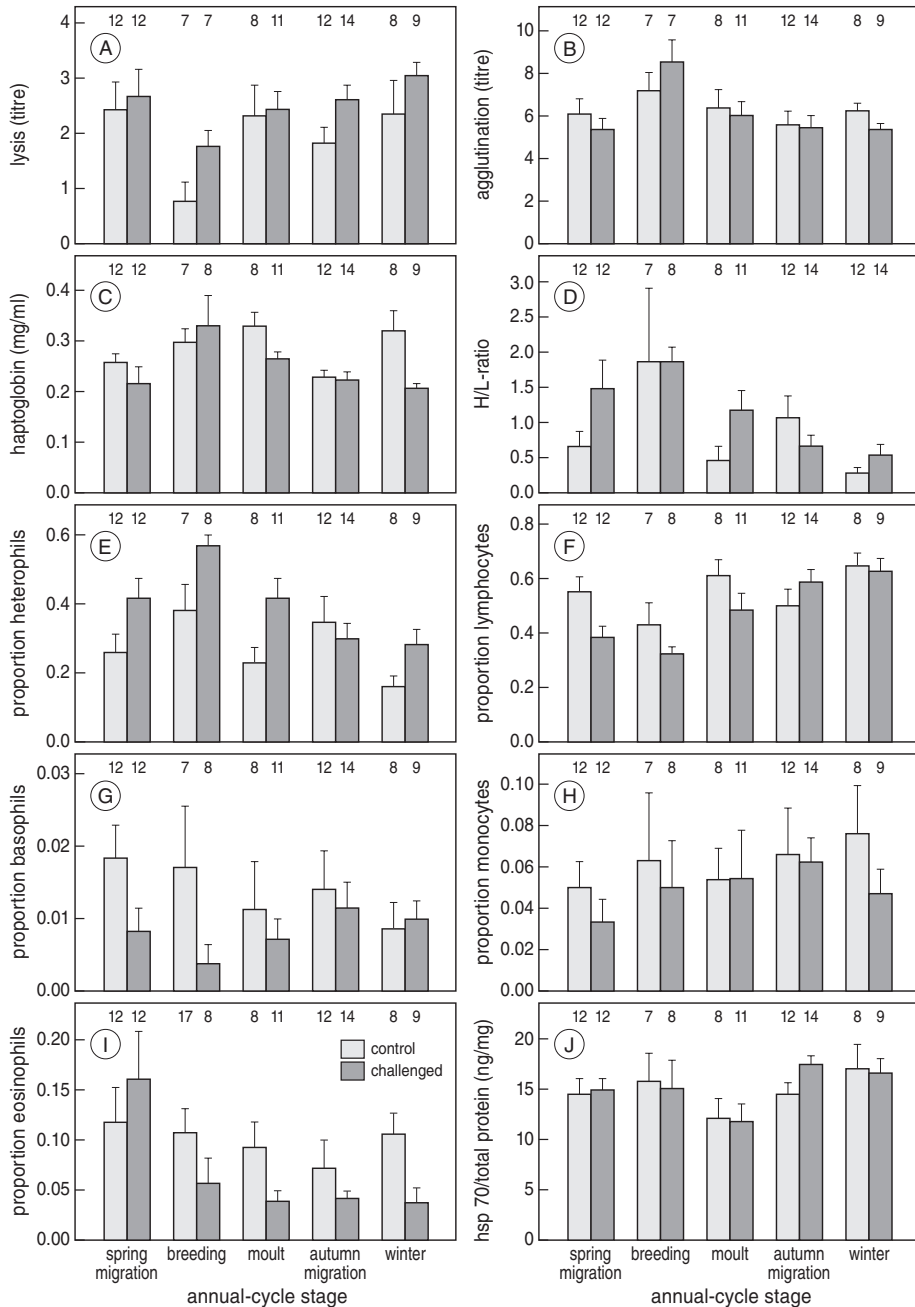 12 12 7 7 8 11 12 14 8 9
A
4
3
2
1
0
lysis (titre)
12 12 7 7 8 11 12 14 8 9
B
10
8
6
4
2
0
agglutination (titre)
12 12 7 8 8 11 12 14 8 9
C
0.4
0.3
0.2
0.1
0.0
haptoglobin (mg/ml)
12 12 7 8 8 11 12 14 12 14
D
3.0
2.5
2.0
1.5
1.0
0.5
0.0
H/L-ratio
12 12 7 8 8 11 12 14 8 9
E
0.6
0.4
0.2
0.0
proportion heterophils
12 12 7 8 8 11 12 14 8 9
F
0.8
0.6
0.4
0.2
0.0
proportion lymphocytes
12 12 7 8 8 11 12 14 8 9
G
0.03
0.02
0.01
0.00
proportion basophils
12 12 7 8 8 11 12 14 8 9
H
0.10
0.08
0.06
0.04
0.02
0.00
proportion monocytes
12 12 17 8 8 11 12 14 8 9
I
control
challenged
0.20
0.15
0.10
0.05
0.00
proportion eosinophils
spring migration
breeding
moult
autumn migration
winter
annual-cycle stage
12 12 7 8 8 11 12 14 8 9
J
20
15
10
5
0
hsp 70/total protein (ng/mg)
spring migration
breeding
moult
autumn migration
winter
annual-cycle stage